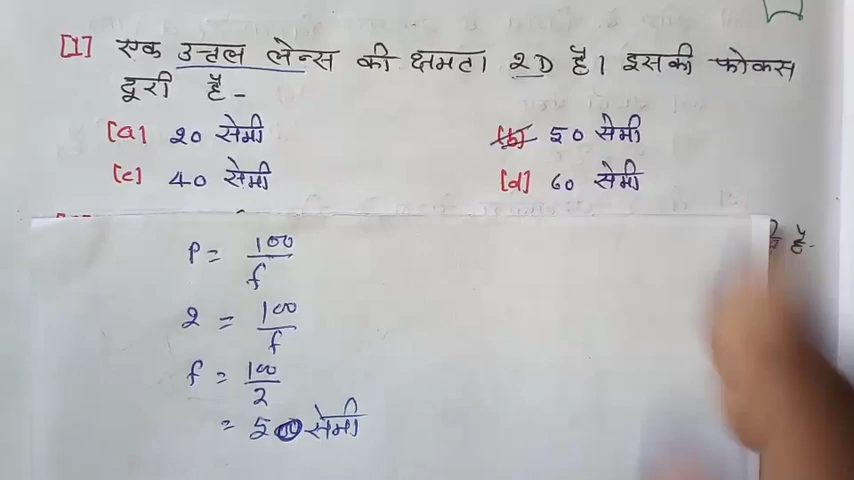 [1] एक उत्तल लेन्स की क्षमता 2D है। इसकी फोकस
दूरी है -
[a] 20 सेमी [b] 50 सेमी
[c] 40 सेमी [d] 60 सेमी
है-
P = 100/f
2 = 100/f
f = 100/2
= 50 सेमी